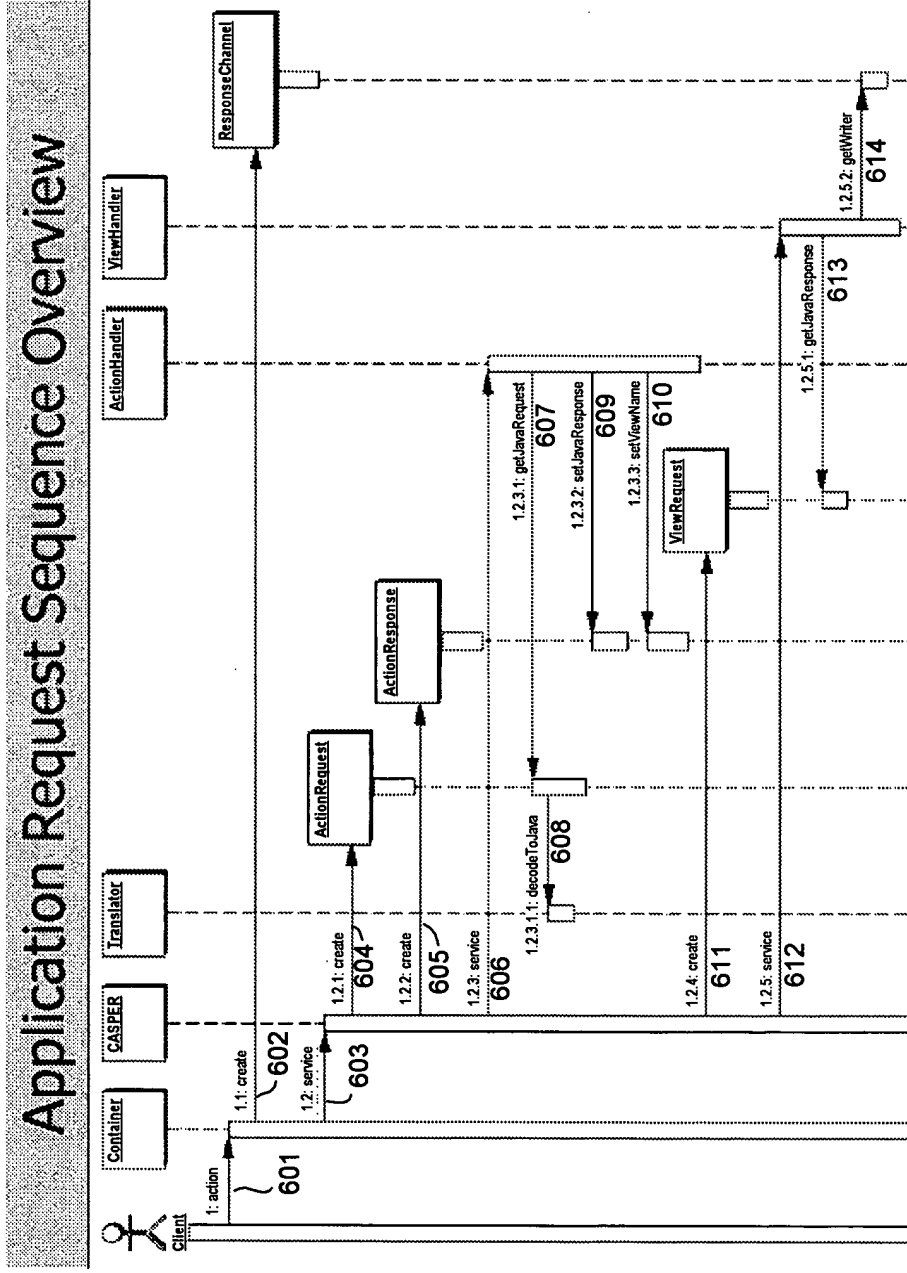 Application Request Sequence Overview
Client
Container
CASPER
Translator
ActionHandler
ViewHandler
1: action
601
1.1: create
602
ResponseChannel
1.2: service
603
1.2.1: create
604
ActionRequest
1.2.2: create
605
ActionResponse
1.2.3: service
606
1.2.3.1: getJavaRequest
607
1.2.3.1.1: decodeToJava
608
1.2.3.2: setJavaResponse
609
1.2.3.3: setViewName
610
1.2.4: create
611
ViewRequest
1.2.5: service
612
1.2.5.1: getJavaResponse
613
1.2.5.2: getWriter
614